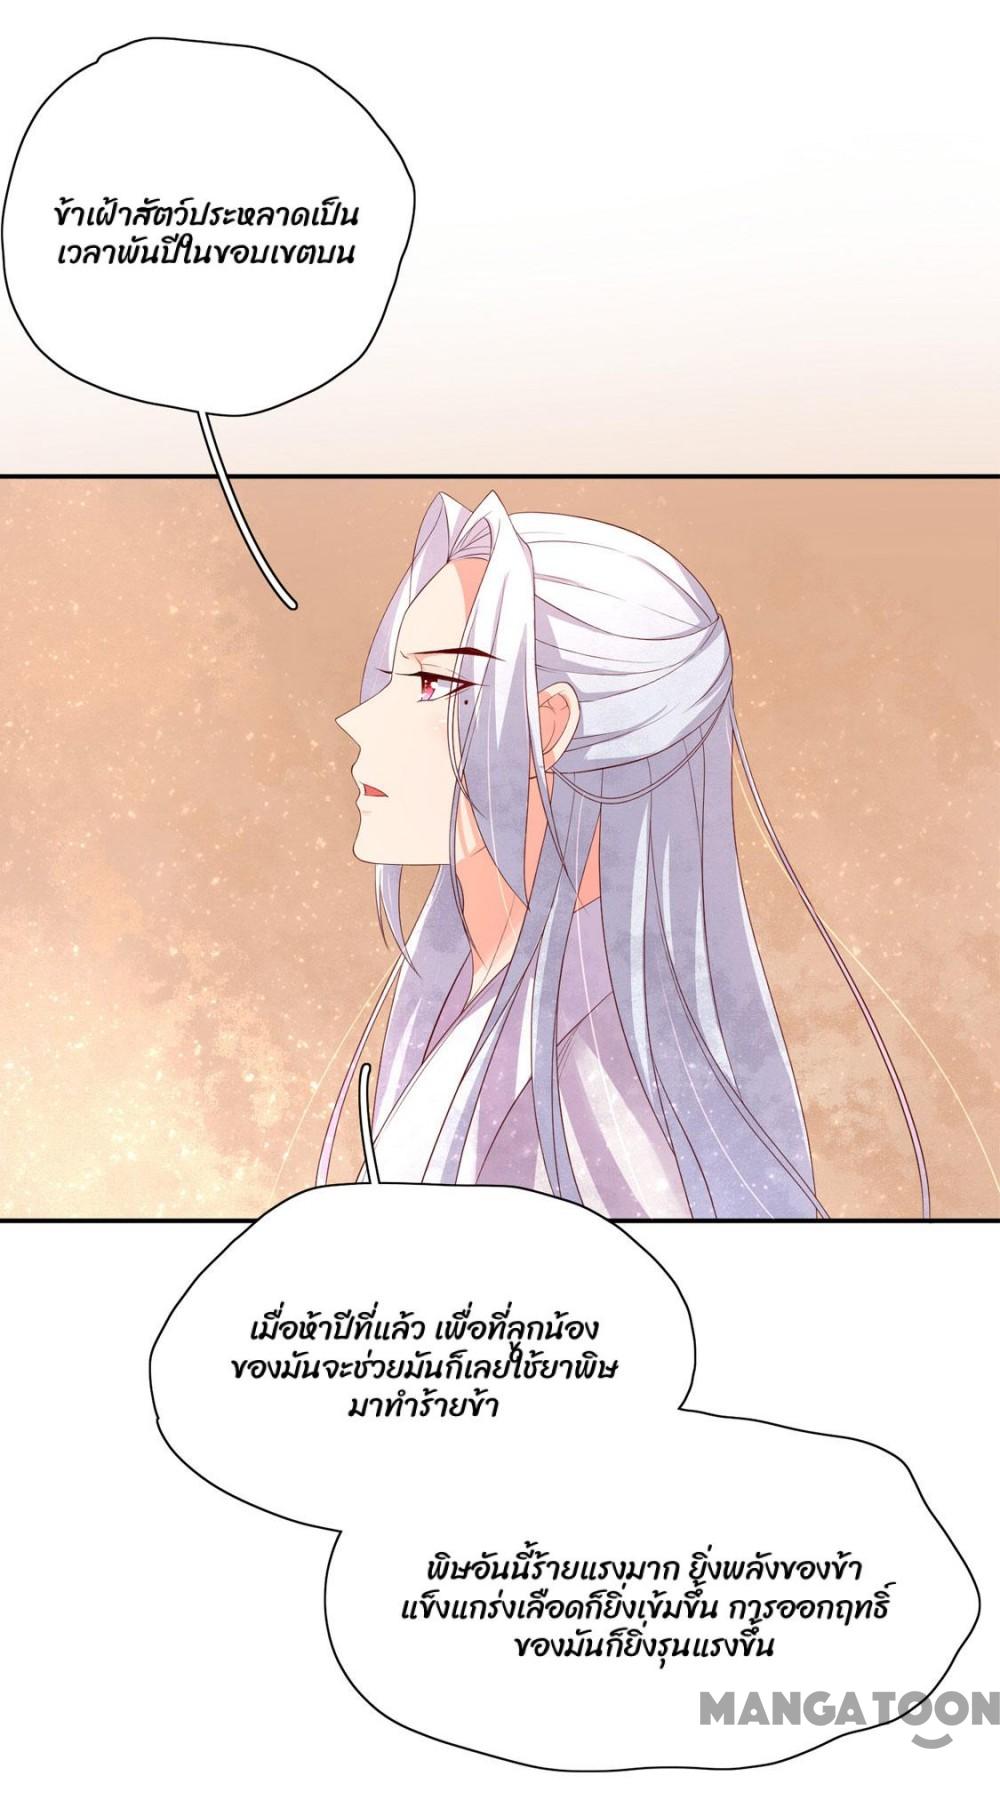 ข้าเฝ้าสัตว์ประหลาดเป็น
เวลาพันปีในขอบเขตบน
เมื่อห้าปีที่แล้ว เพื่อที่ลูกน้อง
ของมันจะช่วยมันก็เลยใช้ยาพิษ
มาทำร้ายข้า
พิษอันนี้ร้ายแรงมาก ยิ่งพลังของข้า
แข็งแกร่งเลือดก็ยิ่งเข้มขึ้น การออกฤทธิ์
ของมันก็ยิ่งรุนแรงขึ้น
MANGATOON